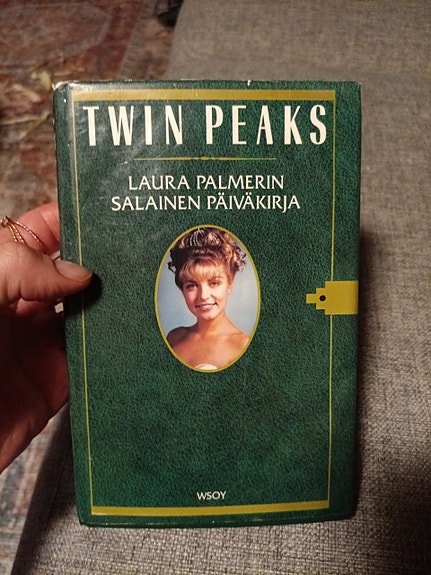 TWIN PEAKS
LAURA PALMERIN
SALAINEN PÄIVÄKIRJA
WSOY